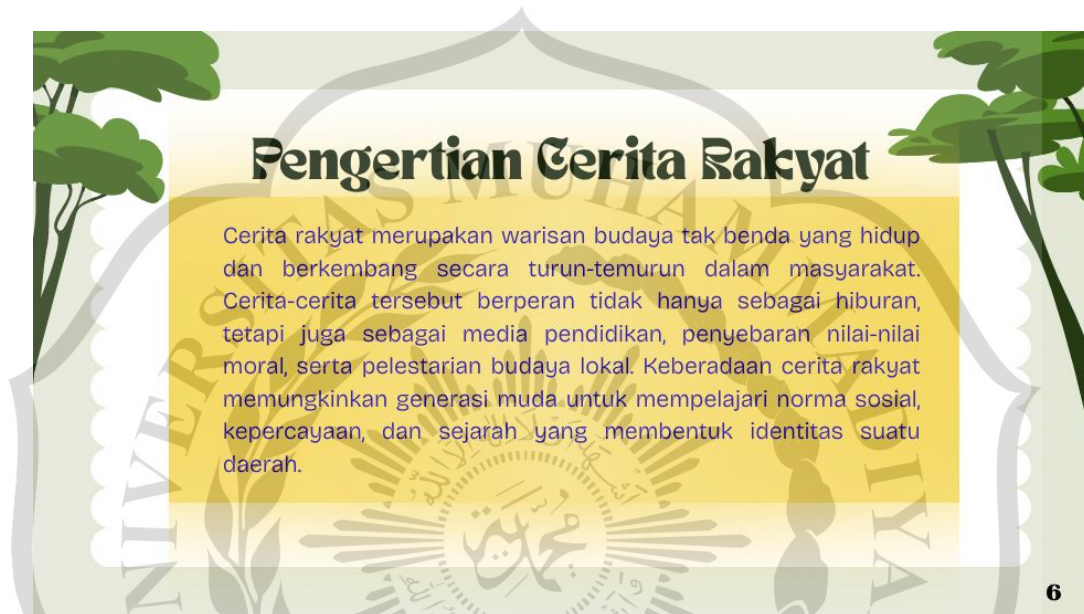 Pengertian Cerita Rakyat
Cerita rakyat merupakan warisan budaya tak benda yang hidup
dan berkembang secara turun-temurun dalam masyarakat.
Cerita-cerita tersebut berperan tidak hanya sebagai hiburan,
tetapi juga sebagai media pendidikan, penyebaran nilai-nilai
moral, serta pelestarian budaya lokal. Keberadaan cerita rakyat
memungkinkan generasi muda untuk mempelajari norma sosial,
kepercayaan, dan sejarah yang membentuk identitas suatu
daerah.
NIVERSITAS MUHAMMADIYA
6